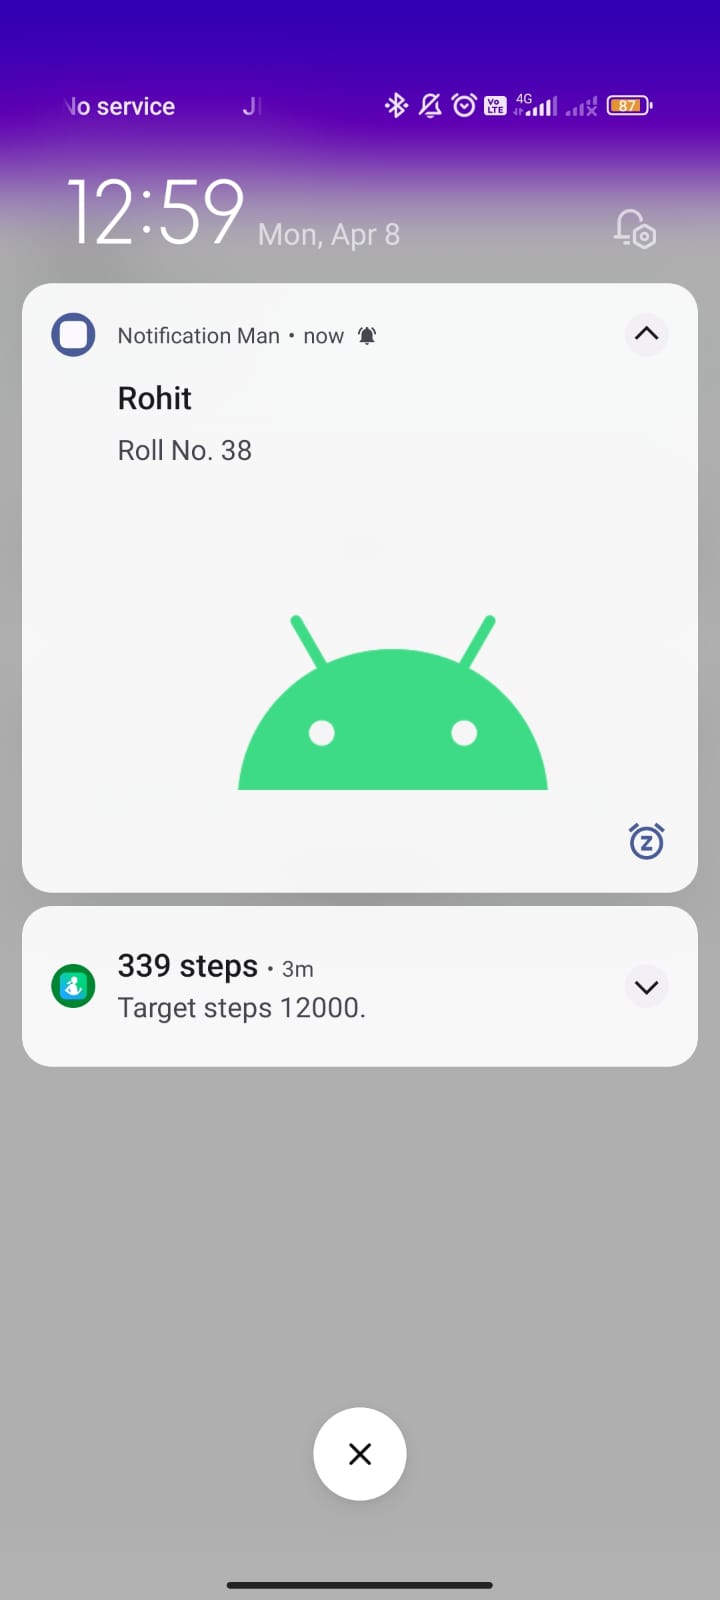 No service
4G
Vo
LTE
87
12:59 Mon, Apr 8
Notification Man • now
Rohit
Roll No. 38
339 steps • 3m
Target steps 12000.